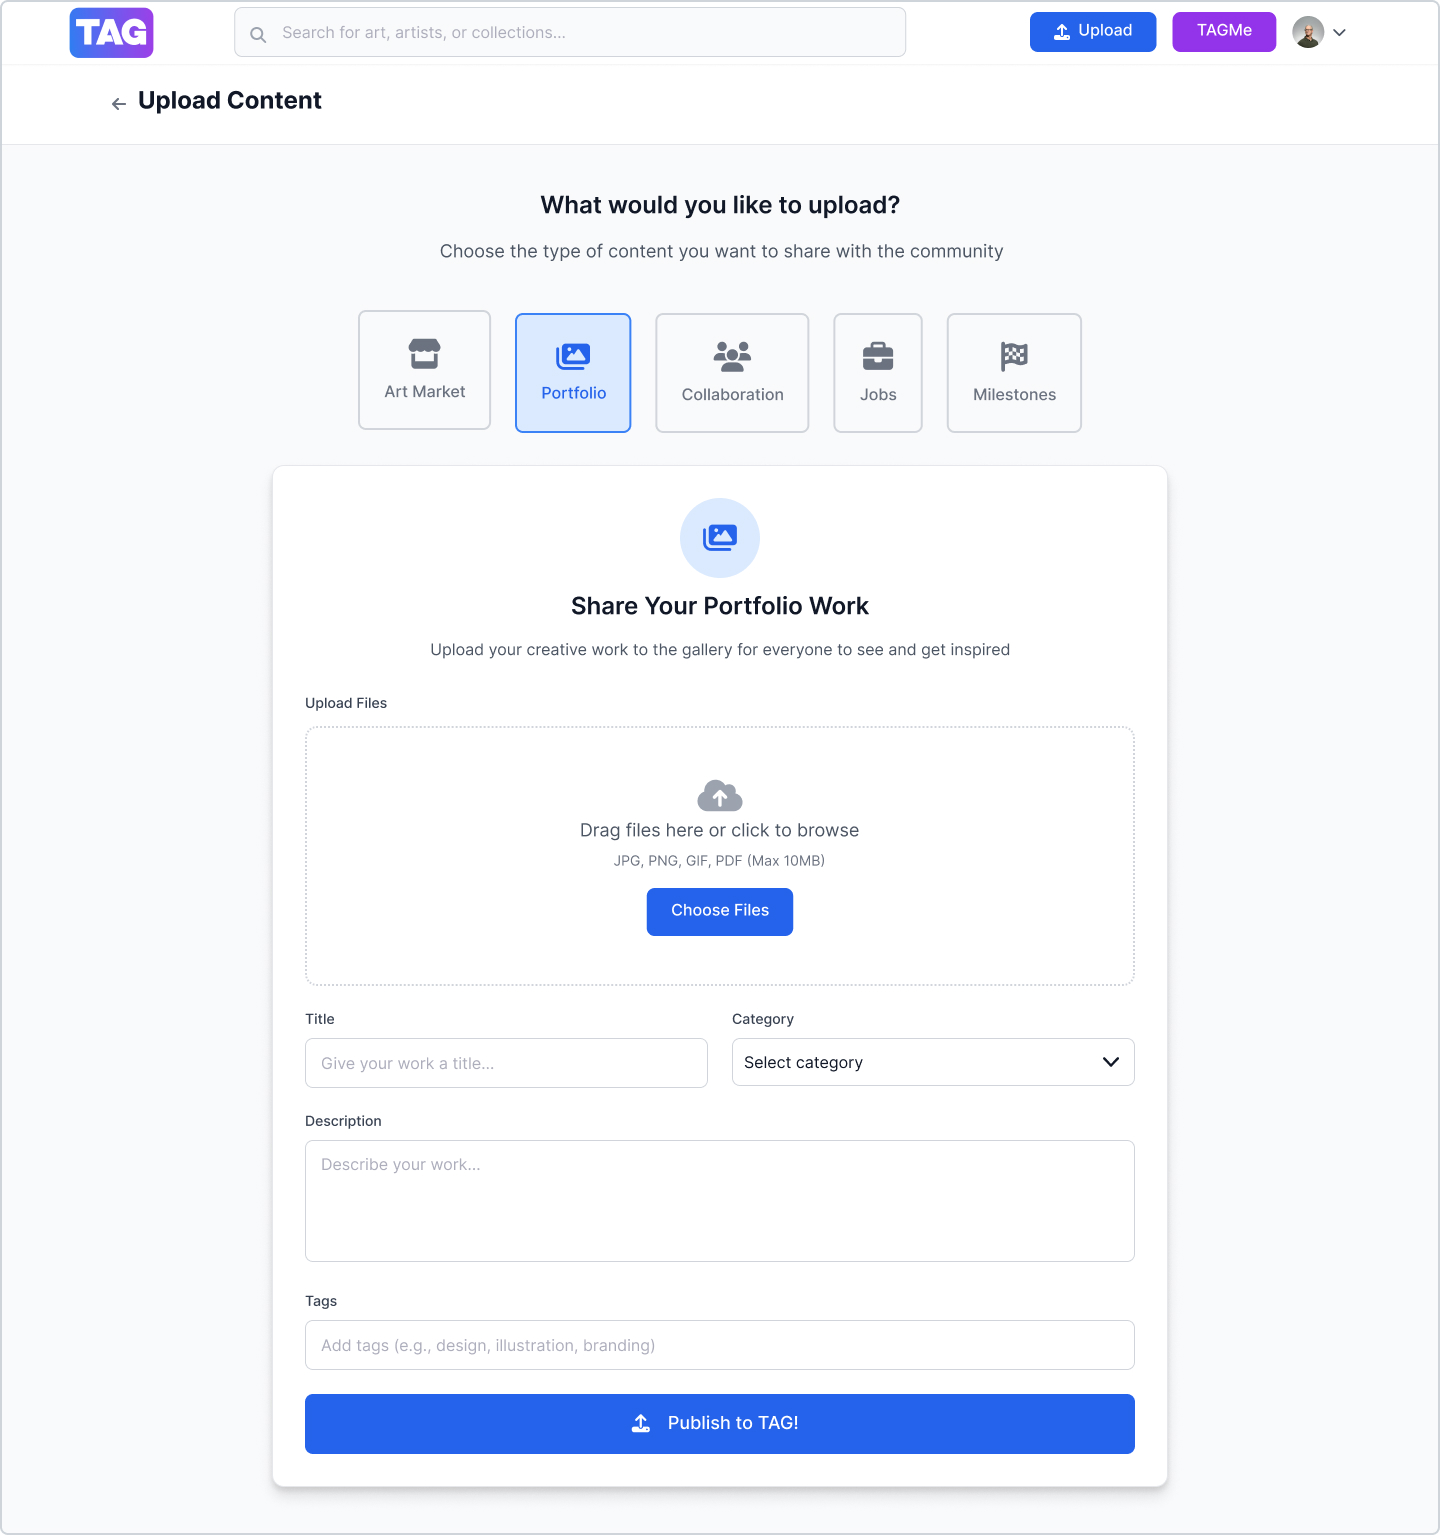 TAG
Search for art, artists, or collections...
Upload
TAGMe
Upload Content
What would you like to upload?
Choose the type of content you want to share with the community
Art Market
Portfolio
Collaboration
Jobs
Milestones
Share Your Portfolio Work
Upload your creative work to the gallery for everyone to see and get inspired
Upload Files
Drag files here or click to browse
JPG, PNG, GIF, PDF (Max 10MB)
Choose Files
Title
Category
Give your work a title...
Select category
Description
Describe your work...
Tags
Add tags (e.g., design, illustration, branding)
Publish to TAG!